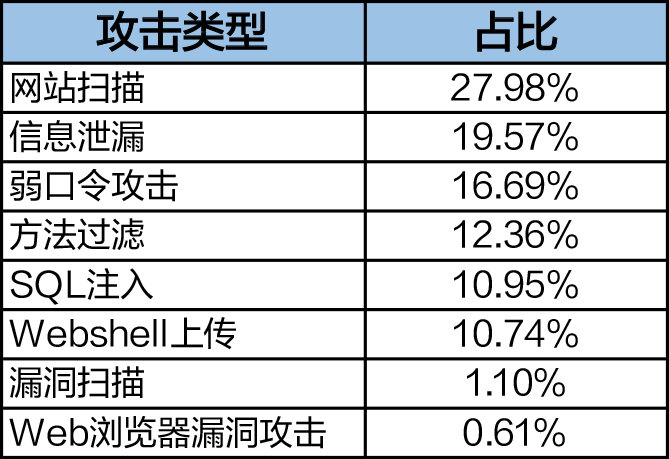 攻击类型 占比
网站扫描 27.98%
信息泄漏 19.57%
弱口令攻击 16.69%
方法过滤 12.36%
SQL注入 10.95%
Webshell上传 10.74%
漏洞扫描 1.10%
Web浏览器漏洞攻击 0.61%